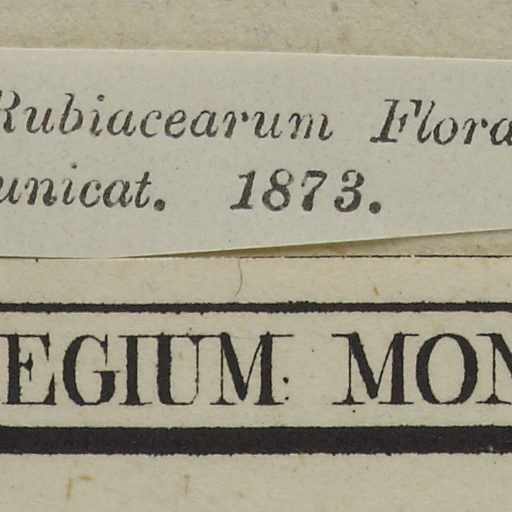 Rubiacearum Flora
unicat. 1873.
EGIUM MON